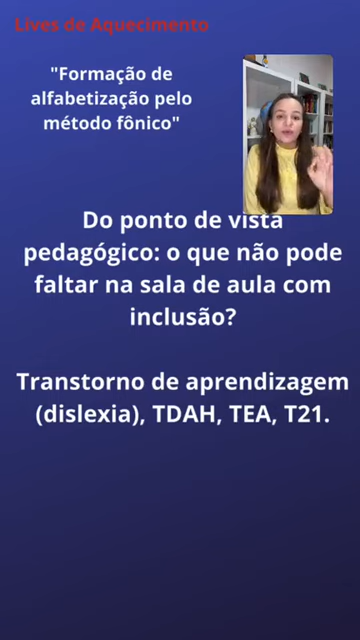 Lives de Aquecimento
"Formação de
alfabetização pelo
método fônico"
Do ponto de vista
pedagógico: o que não pode
faltar na sala de aula com
inclusão?
Transtorno de aprendizagem
(dislexia), TDAH, TEA, T21.